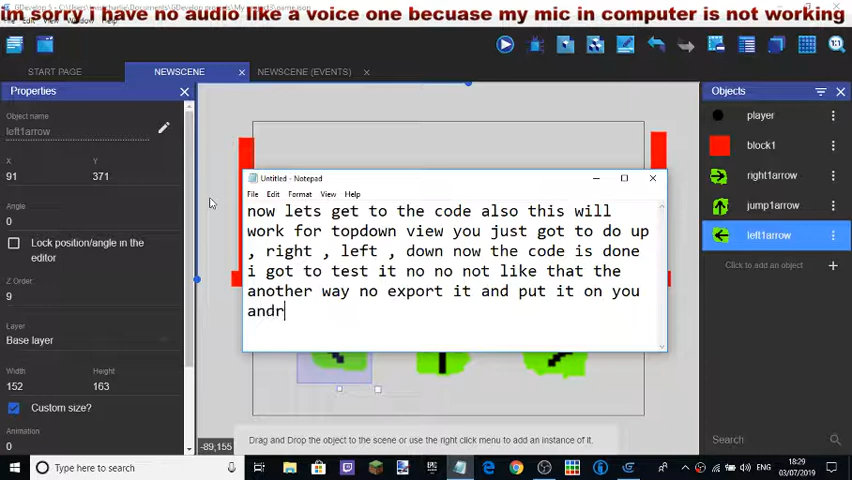 im sorry i have no audio like a voice one becuase my mic in computer is not working
START PAGE
NEWSCENE
NEWSCENE (EVENTS)
Properties
Objects
Object name
left1arrow
X
Y
91
371
Angle
0
Lock position/angle in the
editor
Z Order
9
Layer
Base layer
Width
Height
152
163
Custom size?
Animation
0
Untitled - Notepad
File Edit Format View Help
now lets get to the code also this will
work for topdown view you just got to do up
, right , left , down now the code is done
i got to test it no no not like that the
another way no export it and put it on you
andr
player
block1
right1arrow
jump1arrow
left1arrow
Click to add an object
Search
-89,155
Drag and Drop the object to the scene or use the right click menu to add an instance of it.
Type here to search
ENG
18:29
03/07/2019